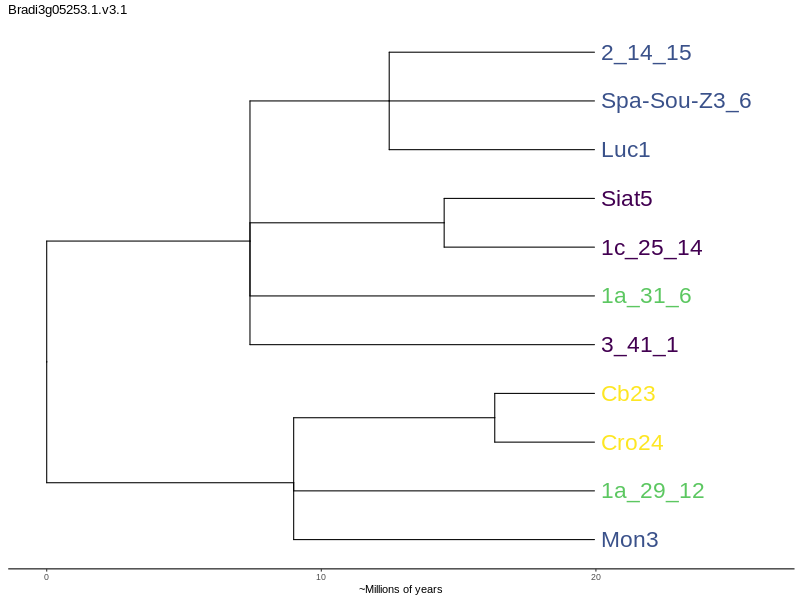 Bradi3g05253.1.v3.1
2_14_15
Spa-Sou-Z3_6
Luc1
Siat5
1c_25_14
1a_31_6
3_41_1
Cb23
Cro24
1a_29_12
Mon3
0 10 20
~Millions of years